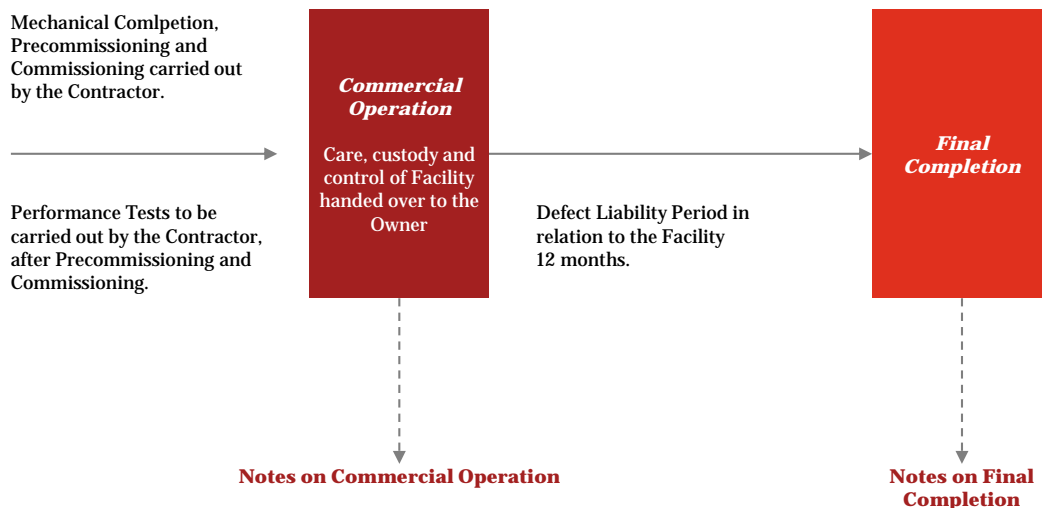 Mechanical Comlpetion,
Precommissioning and
Commissioning carried out
by the Contractor.
Performance Tests to be
carried out by the Contractor,
after Precommissioning and
Commissioning.
Commercial
Operation
Care, custody and
control of Facility
handed over to the
Owner
Defect Liability Period in
relation to the Facility
12 months.
Final
Completion
Notes on Commercial Operation
Notes on Final
Completion